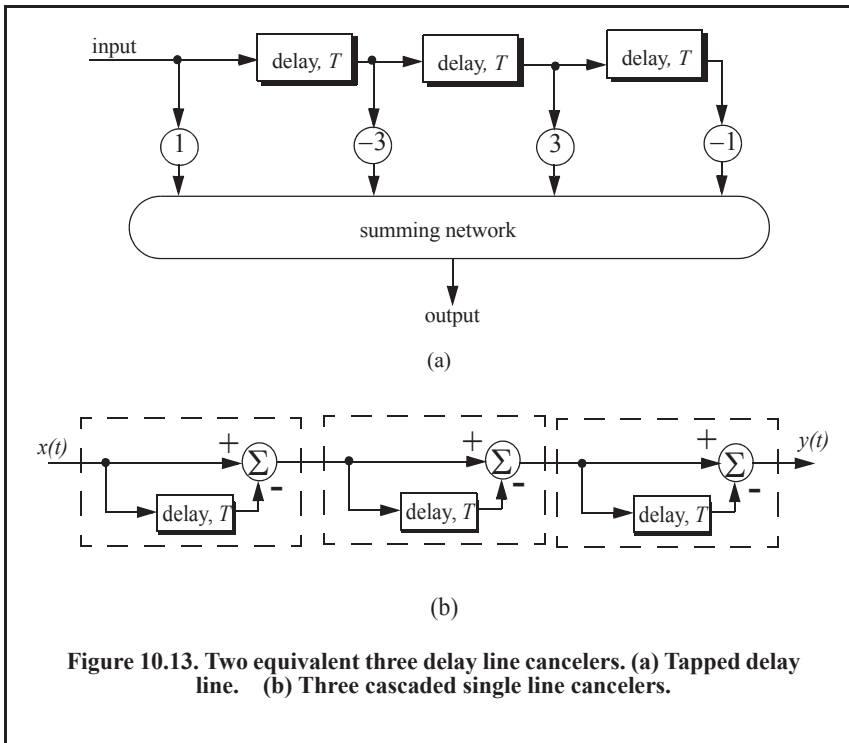 input
delay, T
delay, T
delay, T
1
−3
3
−1
summing network
output
(a)
x(t)
+
Σ
-
delay, T
+
Σ
-
delay, T
+
Σ
-
delay, T
y(t)
(b)
Figure 10.13. Two equivalent three delay line cancelers. (a) Tapped delay
line. (b) Three cascaded single line cancelers.